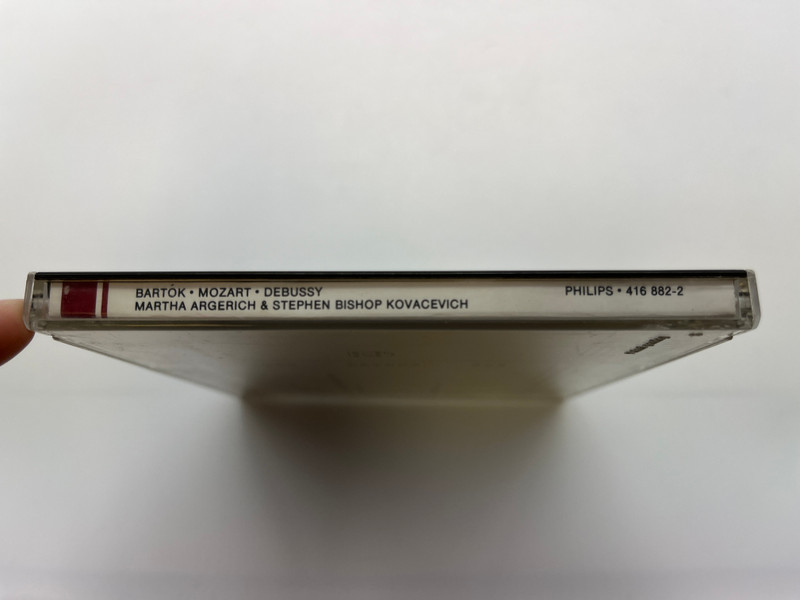 BARTÓK • MOZART • DEBUSSY
MARTHA ARGERICH & STEPHEN BISHOP KOVACEVICH
PHILIPS • 416 882-2